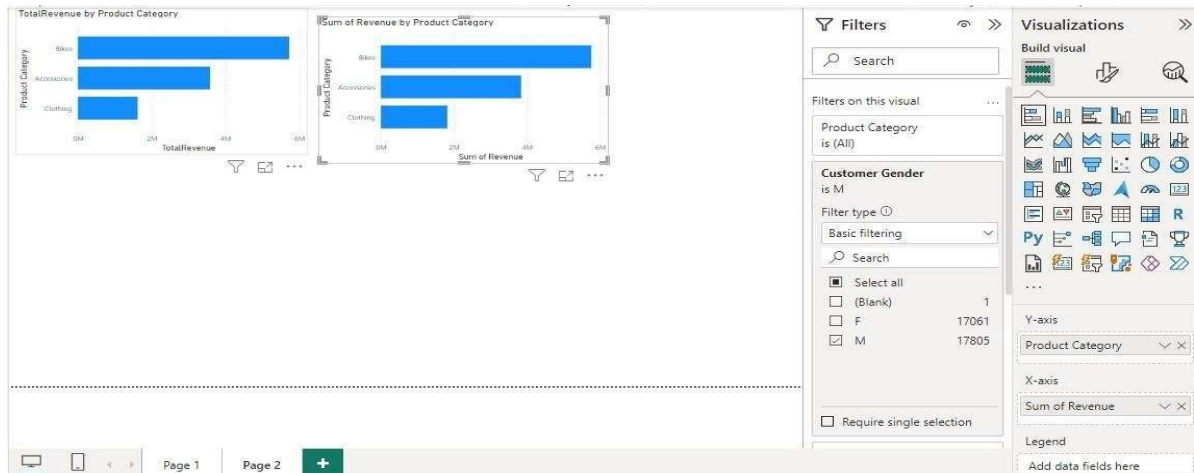 TotalRevenue by Product Category
Product Category
Bikes
Accessories
Clothing
0M 2M 4M 6M
TotalRevenue
Sum of Revenue by Product Category
Product Category
Bikes
Accessories
Clothing
0M 2M 4M 6M
Sum of Revenue
Filters
Search
Filters on this visual
Product Category
is (All)
Customer Gender
is M
Filter type
Basic filtering
Search
Select all
(Blank) 1
F 17061
M 17805
Require single selection
Visualizations
Build visual
123
R
Py
123
Y-axis
Product Category
X-axis
Sum of Revenue
Legend
Add data fields here
Page 1 Page 2